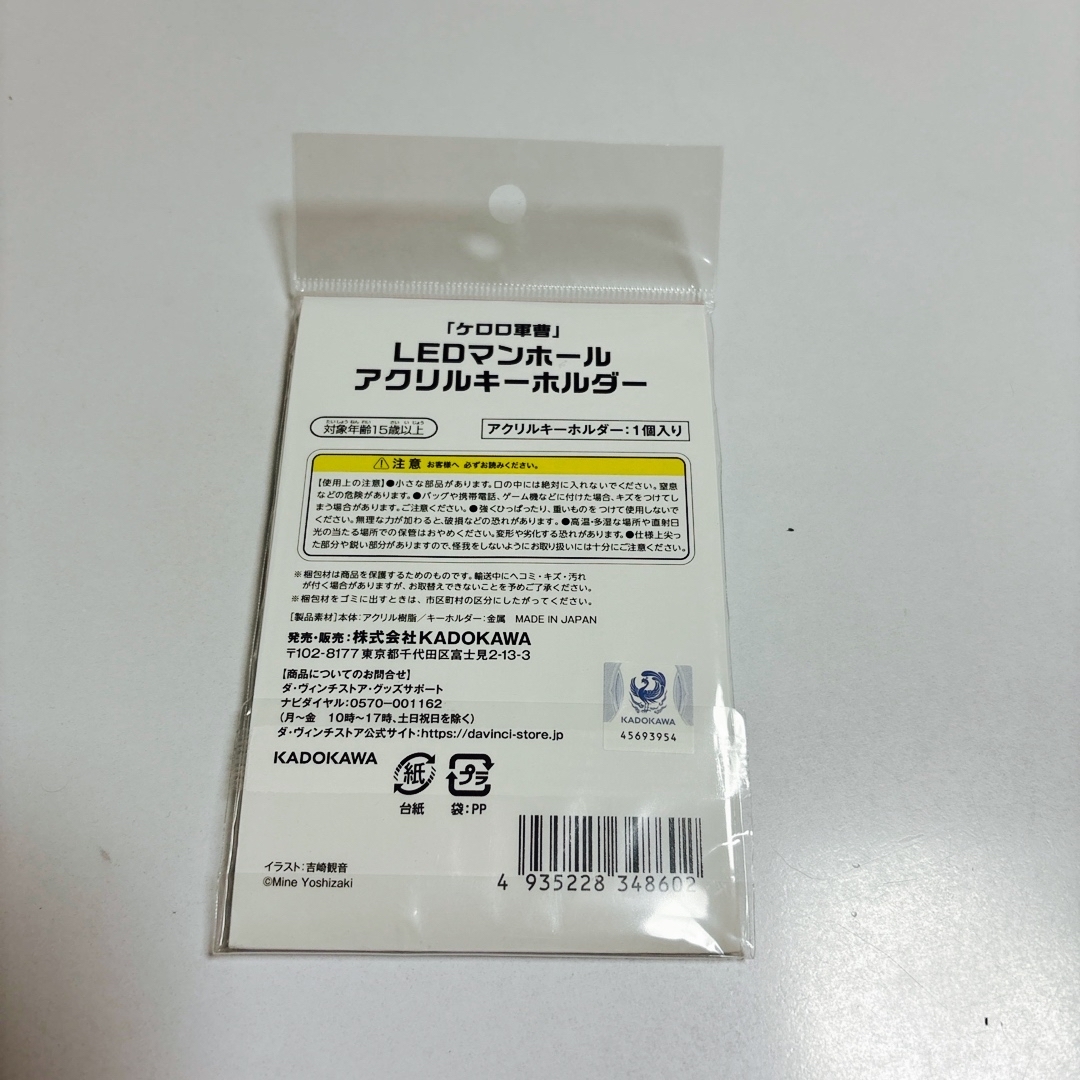 「ケロロ軍曹」
LEDマンホール
アクリルキーホルダー
たいしょうねんれい さいいじょう
対象年齢15歳以上
アクリルキーホルダー:1個入り
注意 お客様へ 必ずお読みください。
【使用上の注意】●小さな部品があります。口の中には絶対に入れないでください。窒息
などの危険があります。●バッグや携帯電話、ゲーム機などに付けた場合、キズをつけてし
まう場合があります。ご注意ください。●強くひっぱったり、重いものをつけて使用しないで
ください。無理な力が加わると、破損などの恐れがあります。●高温・多湿な場所や直射日
光の当たる場所での保管はおやめください。変形や劣化する恐れがあります。●仕様上尖っ
た部分や鋭い部分がありますので、怪我をしないようにお取り扱いには十分にご注意ください。
※梱包材は商品を保護するためのものです。輸送中にヘコミ・キズ・汚れ
が付く場合がありますが、お取替えできないことを予めご了承ください。
※梱包材をゴミに出すときは、市区町村の区分にしたがってください。
[製品素材]本体:アクリル樹脂/キーホルダー:金属 MADE IN JAPAN
発売・販売:株式会社KADOKAWA
〒102-8177 東京都千代田区富士見2-13-3
【商品についてのお問合せ】
ダ・ヴィンチストア・グッズサポート
ナビダイヤル:0570-001162
(月~金 10時~17時、土日祝日を除く)
ダ・ヴィンチストア公式サイト:https://davinci-store.jp
KADOKAWA
45693954
KADOKAWA
紙
台紙
プラ
袋:PP
イラスト:吉崎観音
©Mine Yoshizaki
4 935228 348602